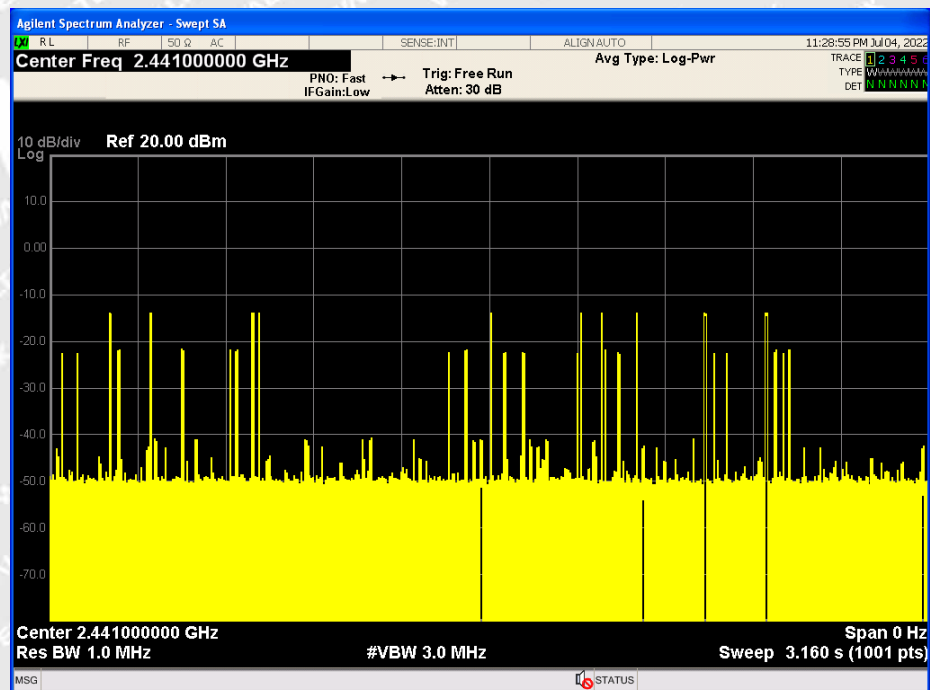 Agilent Spectrum Analyzer - Swept SA
LXI RL RF 50 Ω AC SENSE:INT ALIGN AUTO 11:28:55 PM Jul 04, 2022
Center Freq 2.441000000 GHz Avg Type: Log-Pwr TRACE 1 2 3 4 5 6
PNO: Fast Trig: Free Run TYPE WWWWWW
IFGain:Low Atten: 30 dB DET N N N N N N
10 dB/div Ref 20.00 dBm
Log
10.0
0.00
-10.0
-20.0
-30.0
-40.0
-50.0
-60.0
-70.0
Center 2.441000000 GHz Span 0 Hz
Res BW 1.0 MHz #VBW 3.0 MHz Sweep 3.160 s (1001 pts)
MSG STATUS